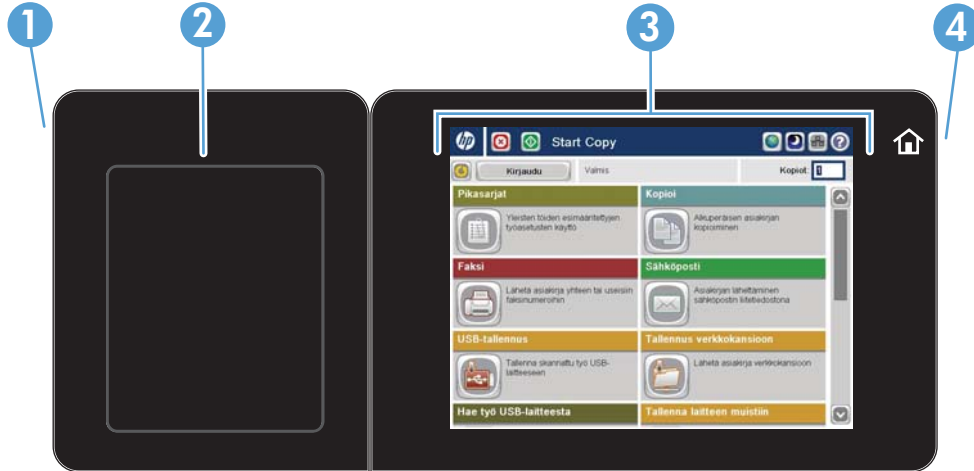 1
2
3
4
hp
Start Copy
?
Kirjaudu
Valmis
Kopiot:
1
Pikasarjat
Kopioi
Yleisten töiden esimääritettyjen
työasetusten käyttö
Alkuperäisen asiakirjan
kopioiminen
Faksi
Sähköposti
Lähetä asiakirja yhteen tai useisiin
faksinumeroihin
Asiakirjan lähettäminen
sähköpostin liitetiedostona
USB-tallennus
Tallennus verkkokansioon
Tallenna skannattu työ USB-
laitteeseen
Lähetä asiakirja verkkokansioon
Hae työ USB-laitteesta
Tallenna laitteen muistiin